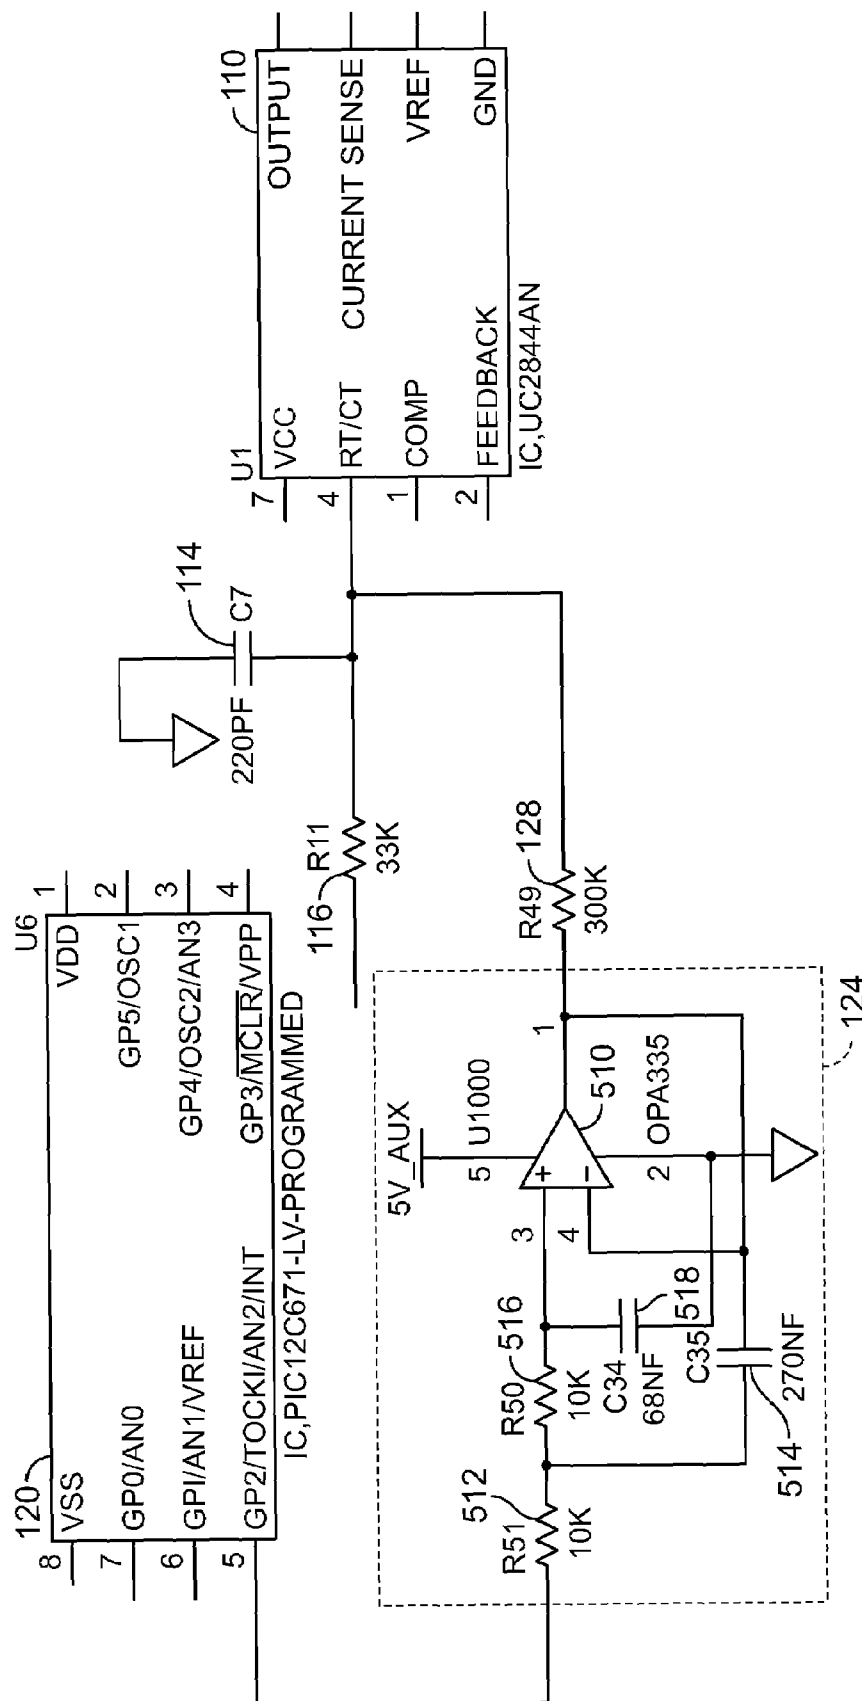 U6
120
VSS
VDD
1
8
GP0/AN0
GP5/OSC1
2
7
GPI/AN1/VREF
GP4/OSC2/AN3
3
6
GP2/TOCKI/AN2/INT
GP3/MCLR/VPP
4
5
IC,PIC12C671-LV-PROGRAMMED
114
C7
220PF
116
R11
33K
U1
110
7
VCC
OUTPUT
4
RT/CT
CURRENT SENSE
1
COMP
VREF
2
FEEDBACK
GND
IC,UC2844AN
5V_AUX
5
U1000
512
R51
10K
516
R50
10K
3
+
4
−
1
510
2
OPA335
C34
68NF
518
C35
270NF
514
R49
128
300K
124